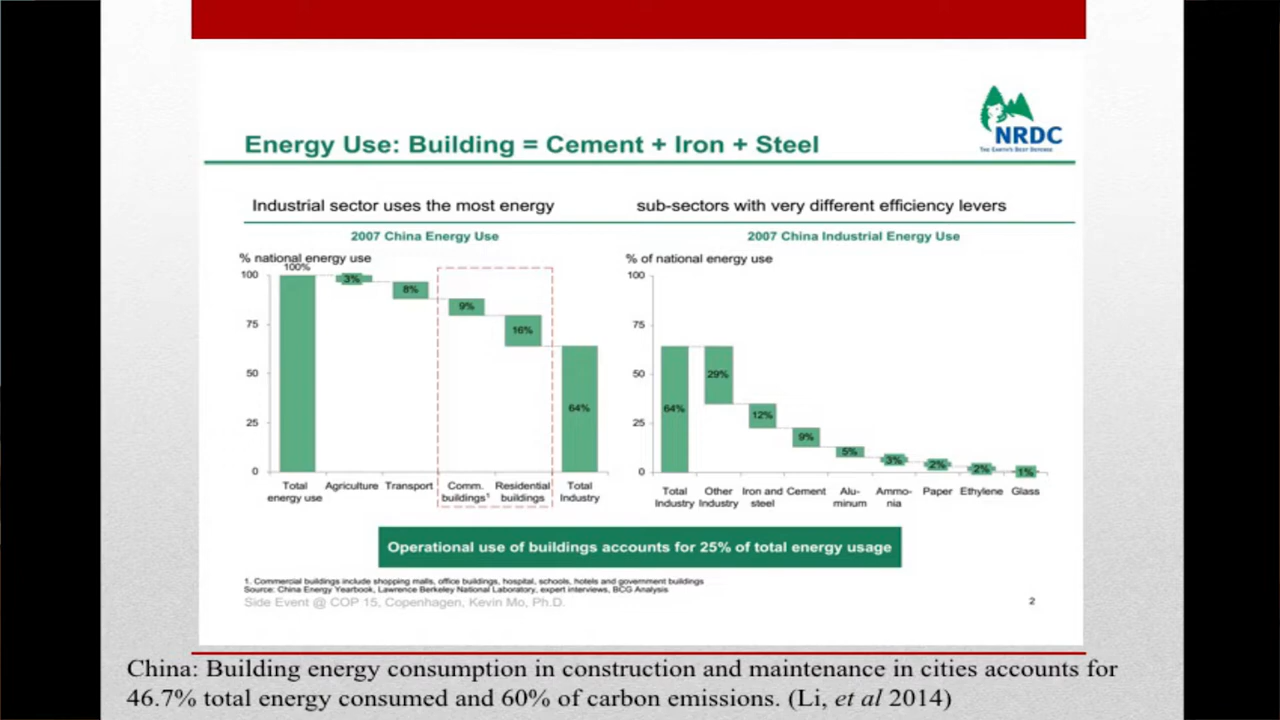 NRDC
THE EARTH'S BEST DEFENSE
Energy Use: Building = Cement + Iron + Steel
Industrial sector uses the most energy
sub-sectors with very different efficiency levers
2007 China Energy Use
2007 China Industrial Energy Use
% national energy use
% of national energy use
100%
100
75
50
25
0
3%
8%
9%
16%
64%
Total energy use
Agriculture
Transport
Comm. buildings¹
Residential buildings
Total Industry
100
75
50
25
0
64%
29%
12%
9%
5%
3%
2%
2%
1%
Total Industry
Other Industry
Iron and steel
Cement
Alu-
minum
Ammo-
nia
Paper
Ethylene
Glass
Operational use of buildings accounts for 25% of total energy usage
1. Commercial buildings include shopping malls, office buildings, hospital, schools, hotels and government buildings
Source: China Energy Yearbook, Lawrence Berkeley National Laboratory, expert interviews, BCG Analysis
Side Event @ COP 15, Copenhagen, Kevin Mo, Ph.D.
2
China: Building energy consumption in construction and maintenance in cities accounts for
46.7% total energy consumed and 60% of carbon emissions. (Li, et al 2014)